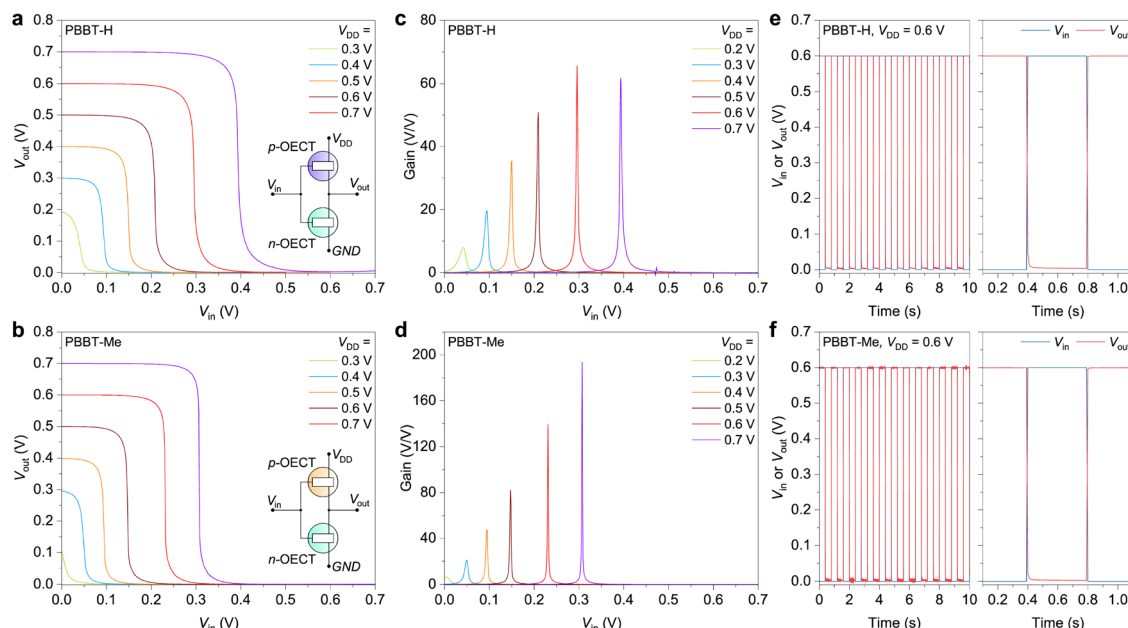 a
PBBT-H
V_DD =
0.3 V
0.4 V
0.5 V
0.6 V
0.7 V
p-OECT
V_DD
V_in
V_out
n-OECT
GND
V_out (V)
0.8
0.7
0.6
0.5
0.4
0.3
0.2
0.1
0.0
0.0 0.1 0.2 0.3 0.4 0.5 0.6 0.7
V_in (V)
c
PBBT-H
V_DD =
0.2 V
0.3 V
0.4 V
0.5 V
0.6 V
0.7 V
Gain (V/V)
80
60
40
20
0
0.0 0.1 0.2 0.3 0.4 0.5 0.6 0.7
V_in (V)
e
PBBT-H, V_DD = 0.6 V
V_in V_out
V_in or V_out (V)
0.7
0.6
0.5
0.4
0.3
0.2
0.1
0.0
0 2 4 6 8 10
Time (s)
0.2 0.4 0.6 0.8 1.0
Time (s)
b
PBBT-Me
V_DD =
0.3 V
0.4 V
0.5 V
0.6 V
0.7 V
p-OECT
V_DD
V_in
V_out
n-OECT
GND
V_out (V)
0.8
0.7
0.6
0.5
0.4
0.3
0.2
0.1
0.0
0.0 0.1 0.2 0.3 0.4 0.5 0.6 0.7
V_in (V)
d
PBBT-Me
V_DD =
0.2 V
0.3 V
0.4 V
0.5 V
0.6 V
0.7 V
Gain (V/V)
200
160
120
80
40
0
0.0 0.1 0.2 0.3 0.4 0.5 0.6 0.7
V_in (V)
f
PBBT-Me, V_DD = 0.6 V
V_in V_out
V_in or V_out (V)
0.7
0.6
0.5
0.4
0.3
0.2
0.1
0.0
0 2 4 6 8 10
Time (s)
0.2 0.4 0.6 0.8 1.0
Time (s)